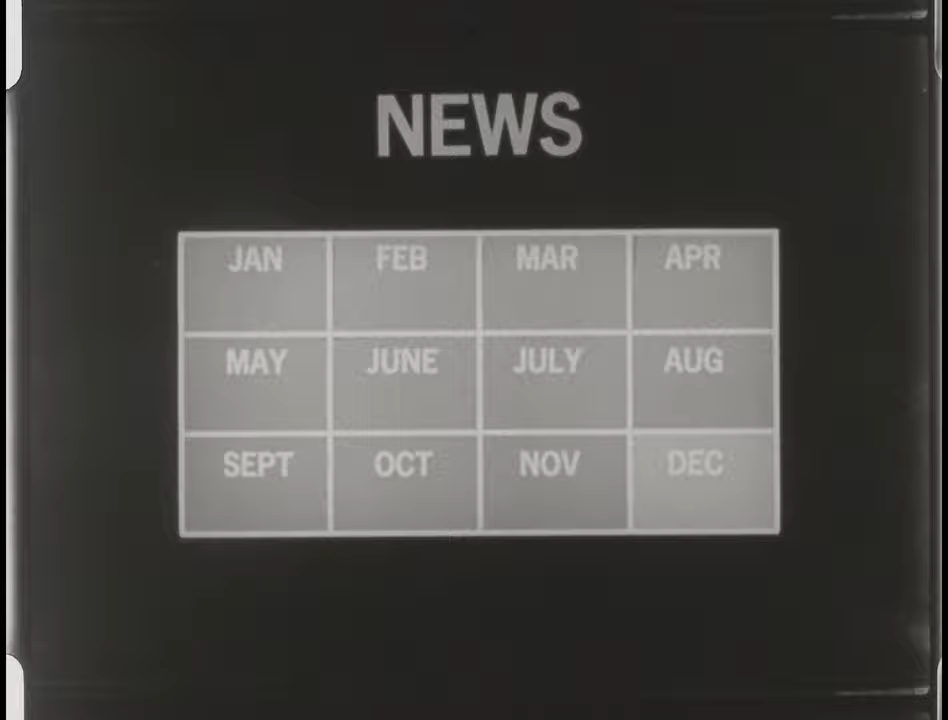 NEWS
JAN FEB MAR APR
MAY JUNE JULY AUG
SEPT OCT NOV DEC